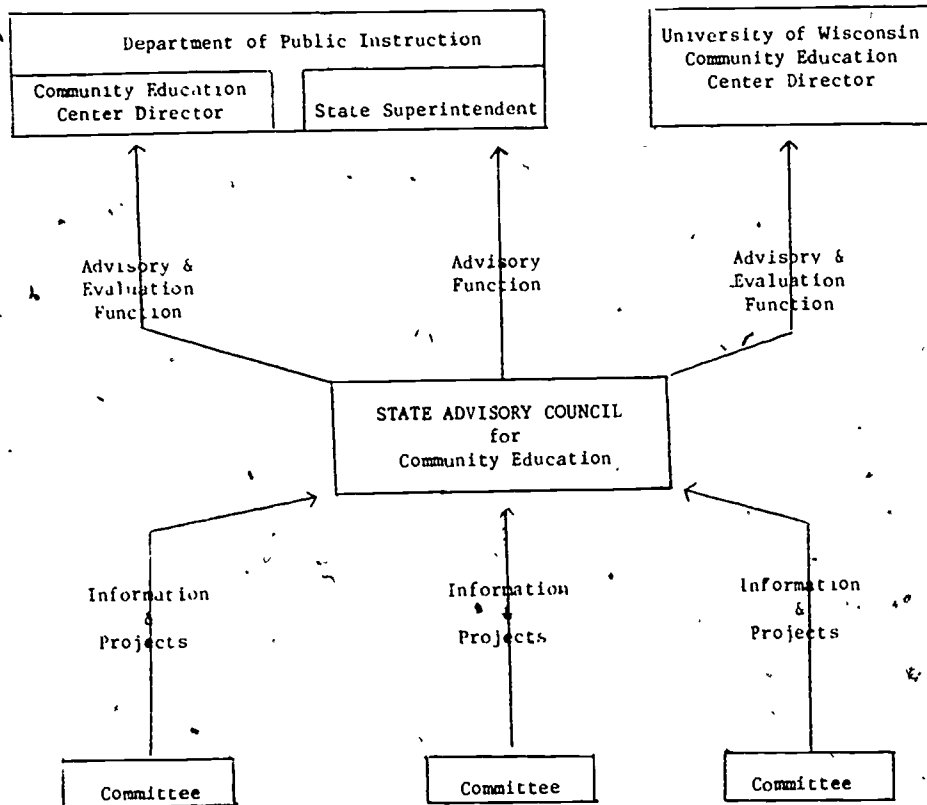 Department of Public Instruction
Community Education
Center Director
State Superintendent
University of Wisconsin
Community Education
Center Director
Advisory &
Evaluation
Function
Advisory
Function
Advisory &
Evaluation
Function
STATE ADVISORY COUNCIL
for
Community Education
Information
&
Projects
Information
Projects
Information
&
Projects
Committee
Committee
Committee